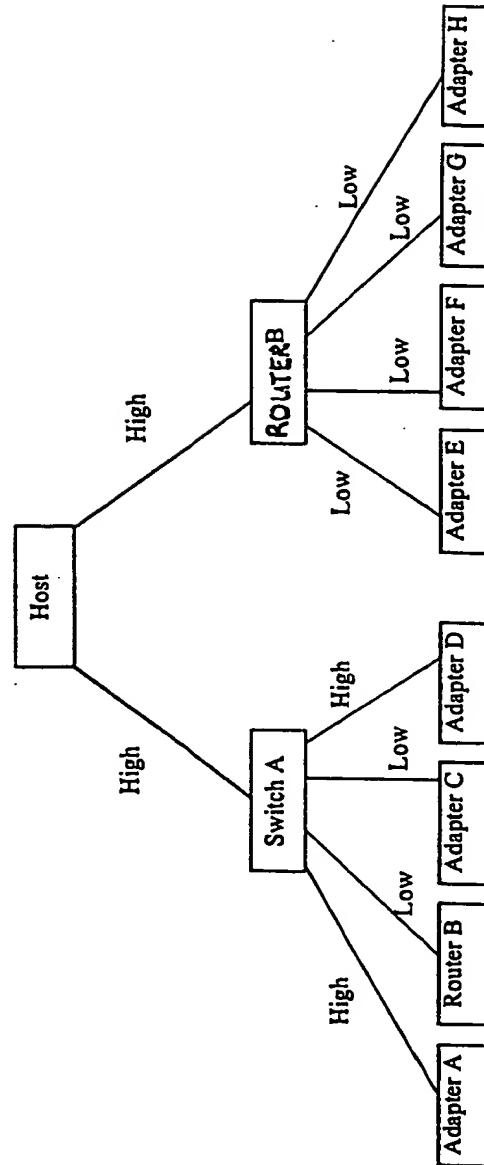 Host
High
High
Switch A
ROUTERB
High
Low
Low
High
Low
Low
Low
Low
Adapter A
Router B
Adapter C
Adapter D
Adapter E
Adapter F
Adapter G
Adapter H